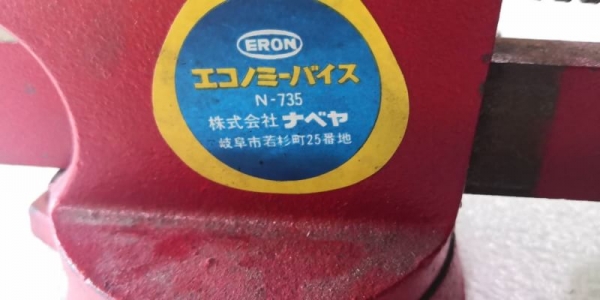 ERON
エコノミーバイス
N-735
株式会社 ナベヤ
岐阜市若杉町25番地